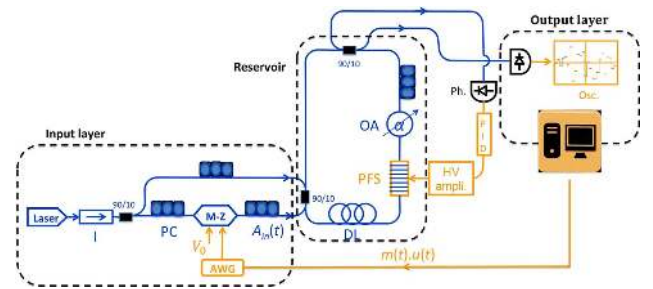 Output layer
Reservoir
90/10
Ph.
Osc.
OA
α
PID
Input layer
PFS
HV
ampli.
90/10
90/10
Laser
I
PC
M-Z
A_in(t)
DL
V_0
AWG
m(t).u(t)